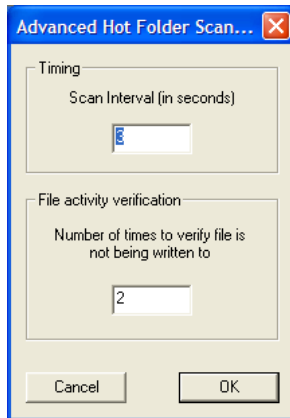 Advanced Hot Folder Scan...
Timing
Scan Interval (in seconds)
3
File activity verification
Number of times to verify file is
not being written to
2
Cancel
OK